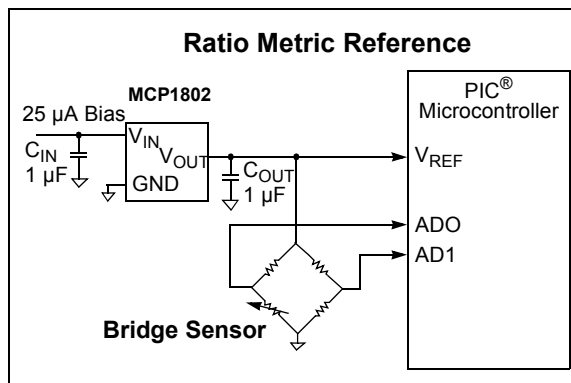 Ratio Metric Reference
MCP1802
PIC®
Microcontroller
25 µA Bias
VIN
VOUT
GND
CIN
1 µF
COUT
1 µF
VREF
ADO
AD1
Bridge Sensor